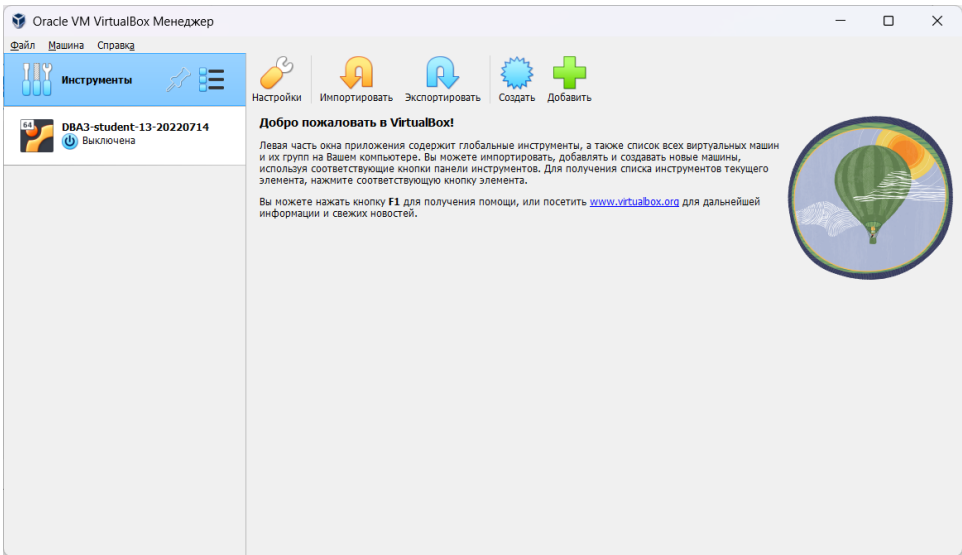 Oracle VM VirtualBox Менеджер
Файл Машина Справка
Инструменты
Настройки Импортировать Экспортировать Создать Добавить
64
DBA3-student-13-20220714
Выключена
Добро пожаловать в VirtualBox!
Левая часть окна приложения содержит глобальные инструменты, а также список всех виртуальных машин
и их групп на Вашем компьютере. Вы можете импортировать, добавлять и создавать новые машины,
используя соответствующие кнопки панели инструментов. Для получения списка инструментов текущего
элемента, нажмите соответствующую кнопку элемента.
Вы можете нажать кнопку F1 для получения помощи, или посетить www.virtualbox.org для дальнейшей
информации и свежих новостей.